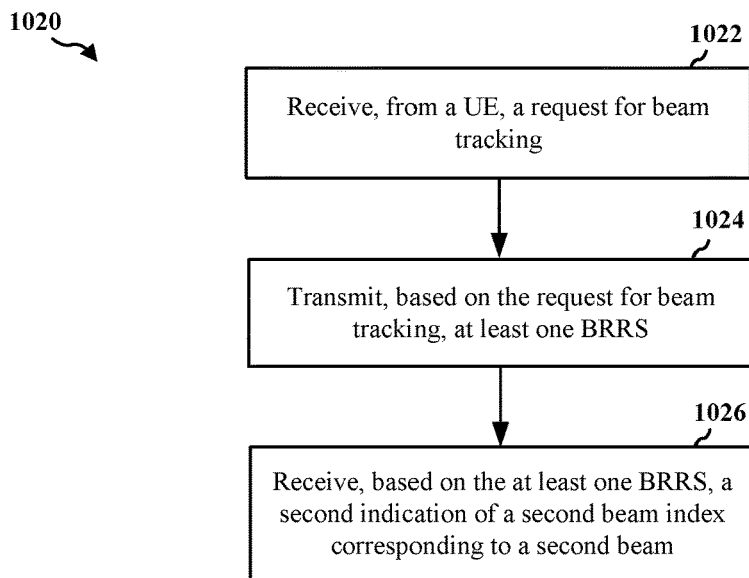 1020
1022
Receive, from a UE, a request for beam
tracking
1024
Transmit, based on the request for beam
tracking, at least one BRRS
1026
Receive, based on the at least one BRRS, a
second indication of a second beam index
corresponding to a second beam